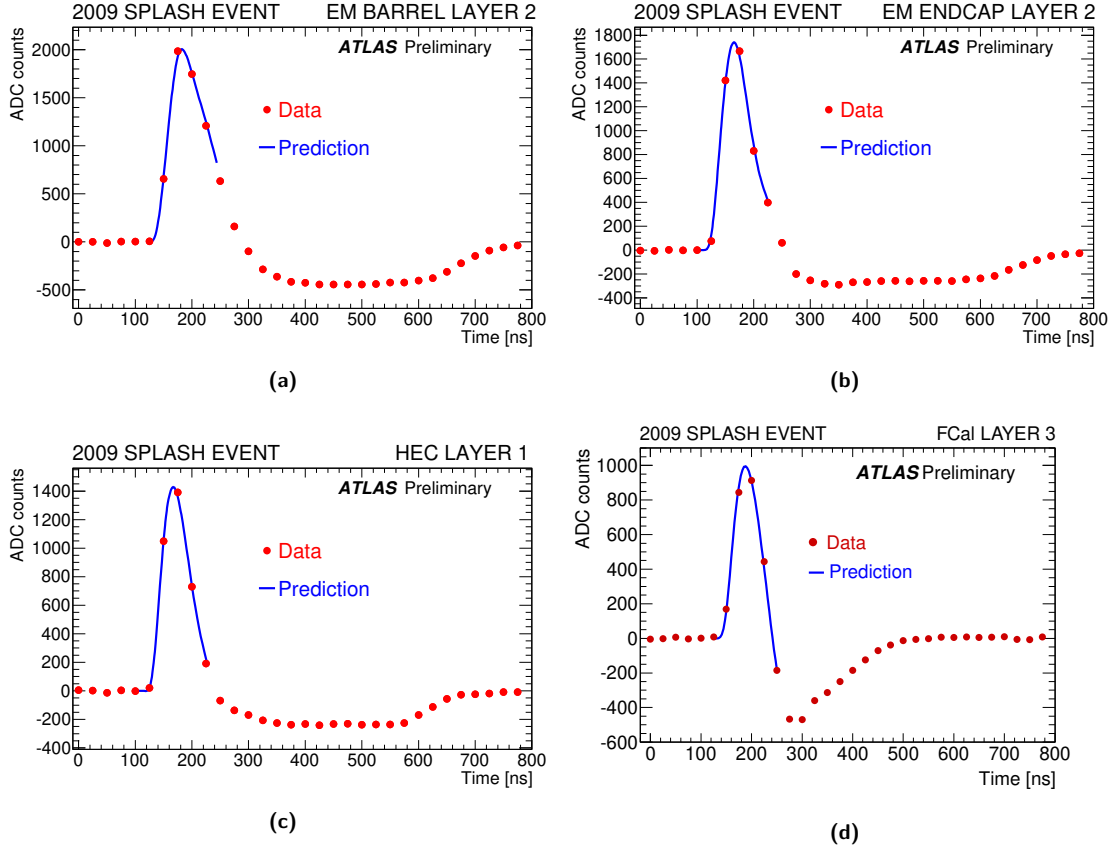 2009 SPLASH EVENT EM BARREL LAYER 2
ADC counts
2000
1500
1000
500
0
-500
ATLAS Preliminary
Data
Prediction
0 100 200 300 400 500 600 700 800
Time [ns]
(a)
2009 SPLASH EVENT EM ENDCAP LAYER 2
ADC counts
1800
1600
1400
1200
1000
800
600
400
200
0
-200
-400
ATLAS Preliminary
Data
Prediction
0 100 200 300 400 500 600 700 800
Time [ns]
(b)
2009 SPLASH EVENT HEC LAYER 1
ADC counts
1400
1200
1000
800
600
400
200
0
-200
-400
ATLAS Preliminary
Data
Prediction
0 100 200 300 400 500 600 700 800
Time [ns]
(c)
2009 SPLASH EVENT FCal LAYER 3
ADC counts
1000
800
600
400
200
0
-200
-400
-600
ATLAS Preliminary
Data
Prediction
0 100 200 300 400 500 600 700 800
Time [ns]
(d)